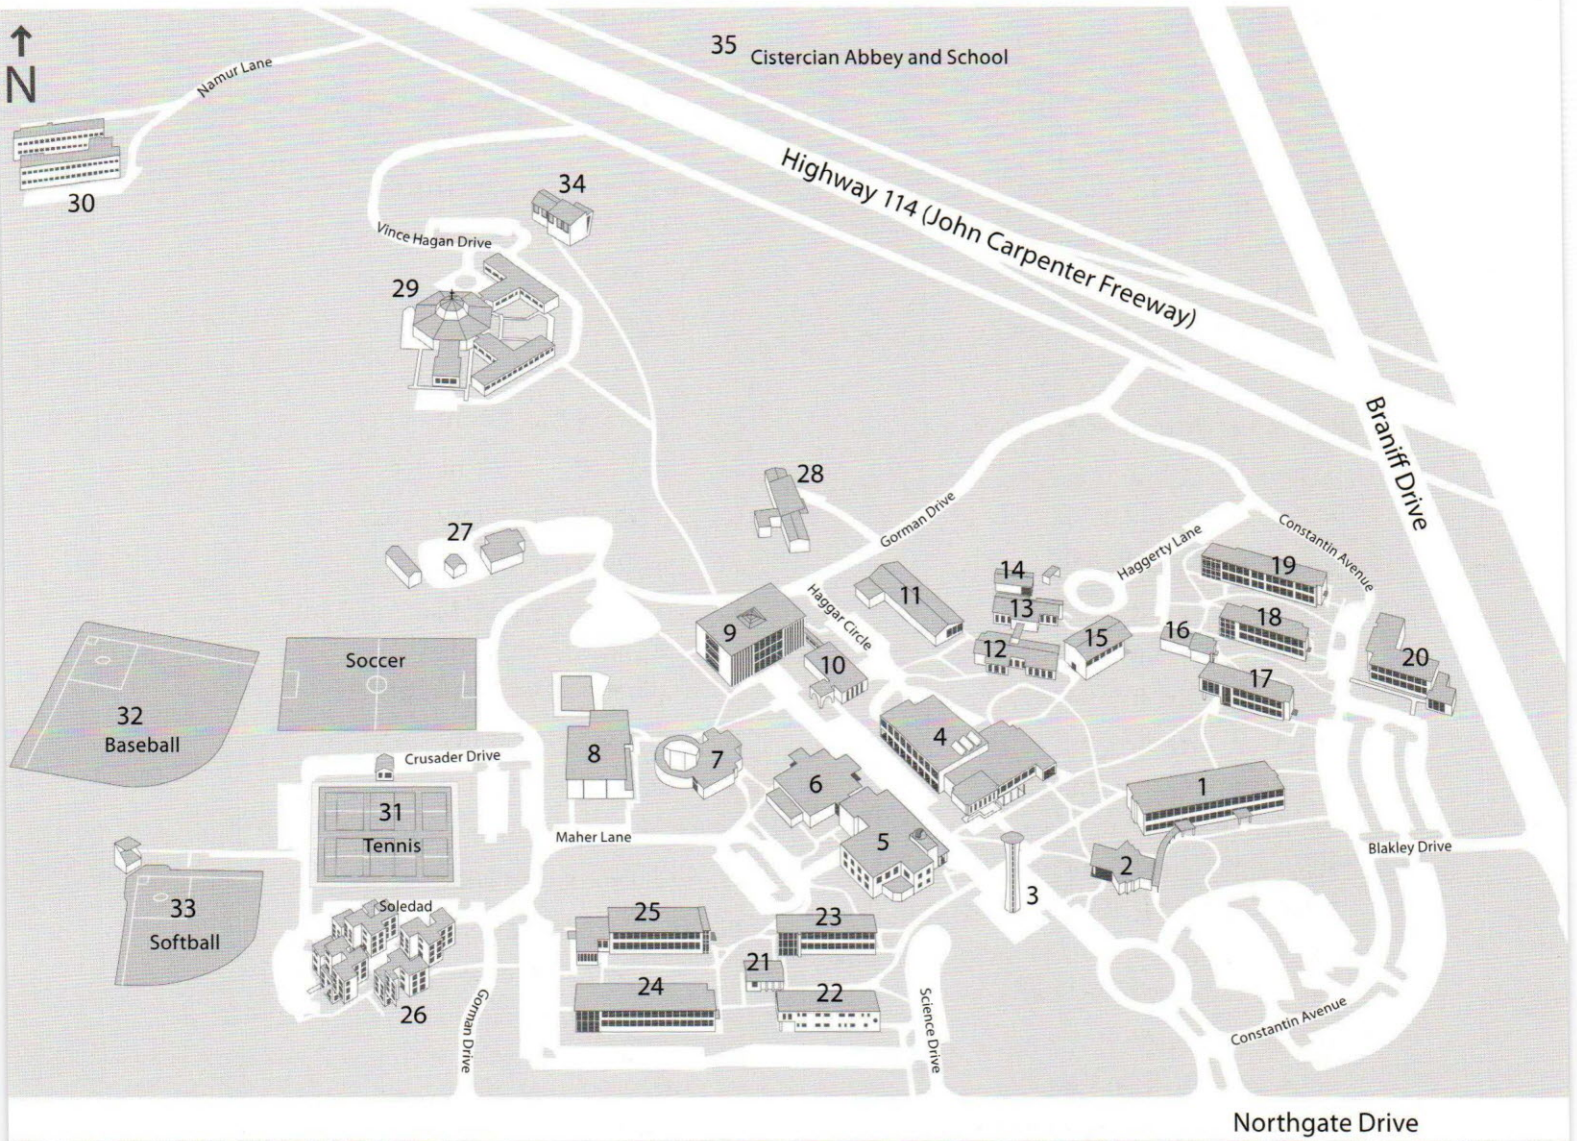 N
Namur Lane
35 Cistercian Abbey and School
30
34
Highway 114 (John Carpenter Freeway)
Vince Hagan Drive
29
Braniff Drive
28
Gorman Drive
27
Constantin Avenue
Haggerty Lane
19
14
11
13
Haggar Circle
18
9
16
15
12
20
10
17
Soccer
32
Baseball
4
8
7
Crusader Drive
6
1
31
Tennis
Maher Lane
5
Blakley Drive
2
3
33
Softball
Soledad
25
23
21
24
22
26
Gorman Drive
Science Drive
Constantin Avenue
Northgate Drive